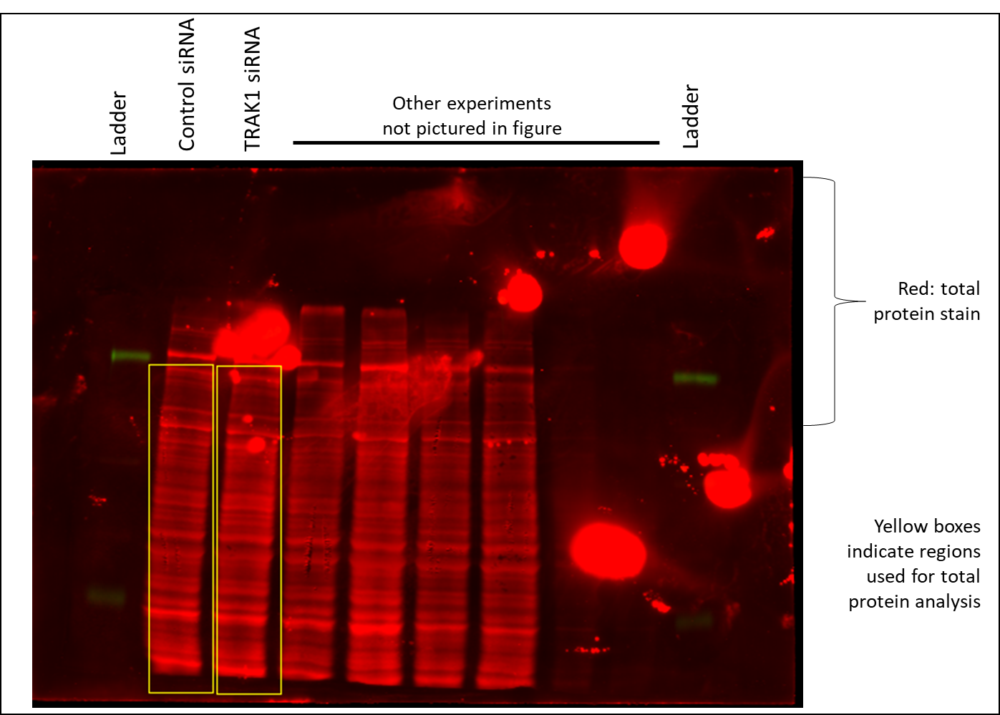 Ladder
Control siRNA
TRAK1 siRNA
Other experiments
not pictured in figure
Ladder
Red: total
protein stain
Yellow boxes
indicate regions
used for total
protein analysis